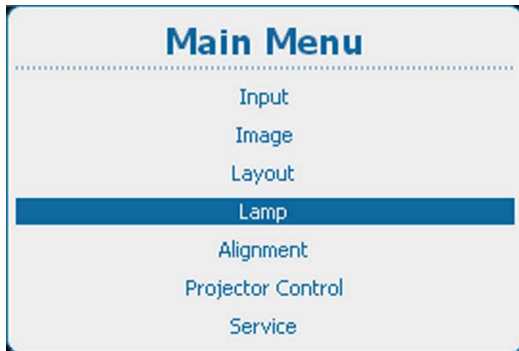 Main Menu
Input
Image
Layout
Lamp
Alignment
Projector Control
Service